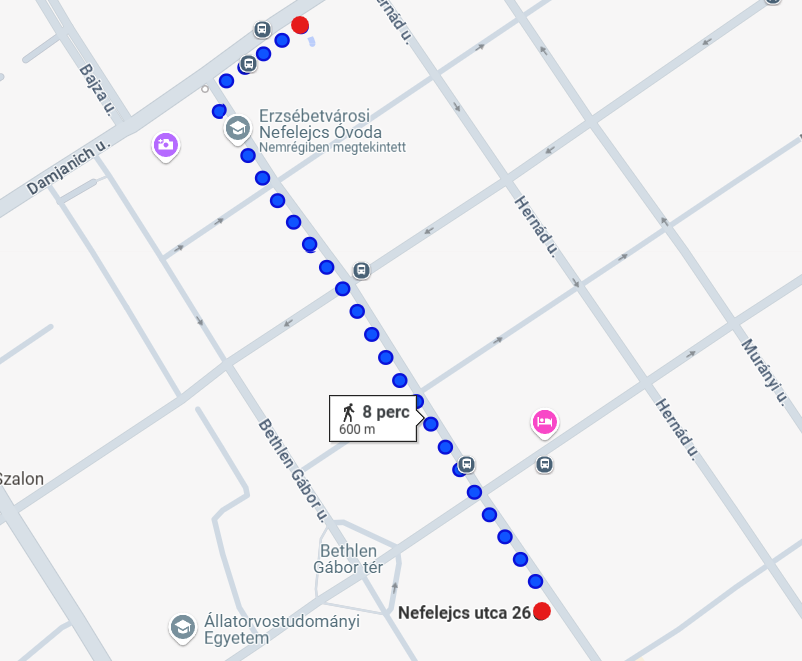 ernád u.
Bajza u.
Erzsébetvárosi
Nefelejcs Óvoda
Nemrégiben megtekintett
Damjanich u.
Hernád u.
Murányi u.
8 perc
600 m
Hernád u.
Bethlen Gábor u.
Szalon
Bethlen
Gábor tér
Nefelejcs utca 26
Állatorvostudományi
Egyetem